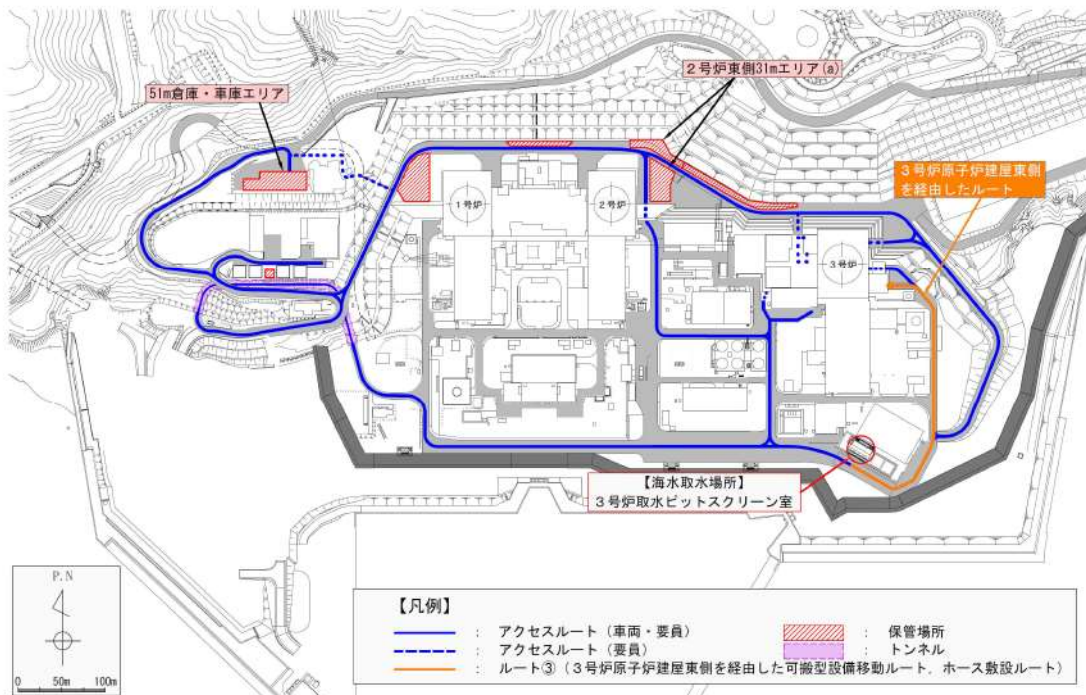 2号炉東側31mエリア(a)
51m倉庫・車庫エリア
3号炉原子炉建屋東側
を経由したルート
1号炉
2号炉
3号炉
【海水取水場所】
3号炉取水ピットスクリーン室
P.N
0 50m 100m
【凡例】
: アクセスルート（車両・要員）
: 保管場所
: アクセスルート（要員）
: トンネル
: ルート③（3号炉原子炉建屋東側を経由した可搬型設備移動ルート，ホース敷設ルート）